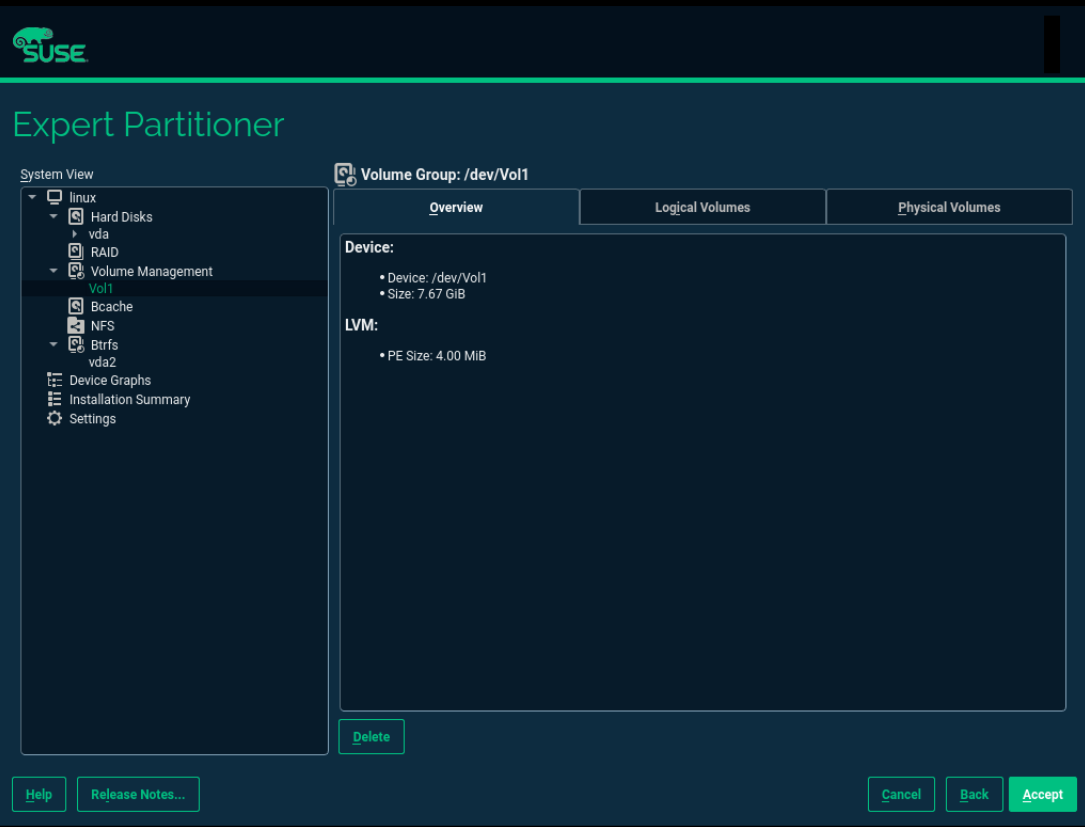 SUSE
Expert Partitioner
System View
linux
Hard Disks
vda
RAID
Volume Management
Vol1
Bcache
NFS
Btrfs
vda2
Device Graphs
Installation Summary
Settings
Volume Group: /dev/Vol1
Overview
Logical Volumes
Physical Volumes
Device:
• Device: /dev/Vol1
• Size: 7.67 GiB
LVM:
• PE Size: 4.00 MiB
Delete
Help
Release Notes...
Cancel
Back
Accept